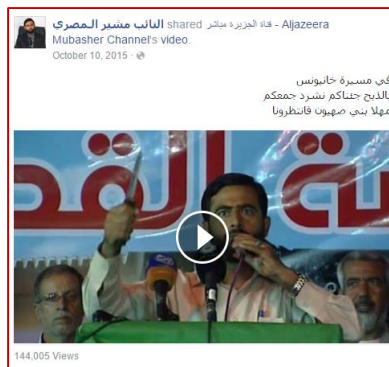 النائب مشير المصري shared قناة الجزيرة مباشر - Aljazeera
Mubasher Channel's video.
October 10, 2015
في مسيرة خانيونس
بالذبح جئناكم نشرد جمعكم
مهلا بني صهيون فانتظرونا
144,005 Views